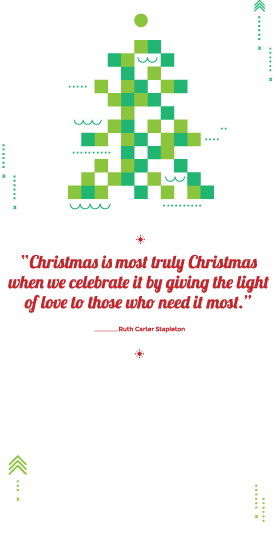 “Christmas is most truly Christmas
when we celebrate it by giving the light
of love to those who need it most.”
Ruth Carter Stapleton